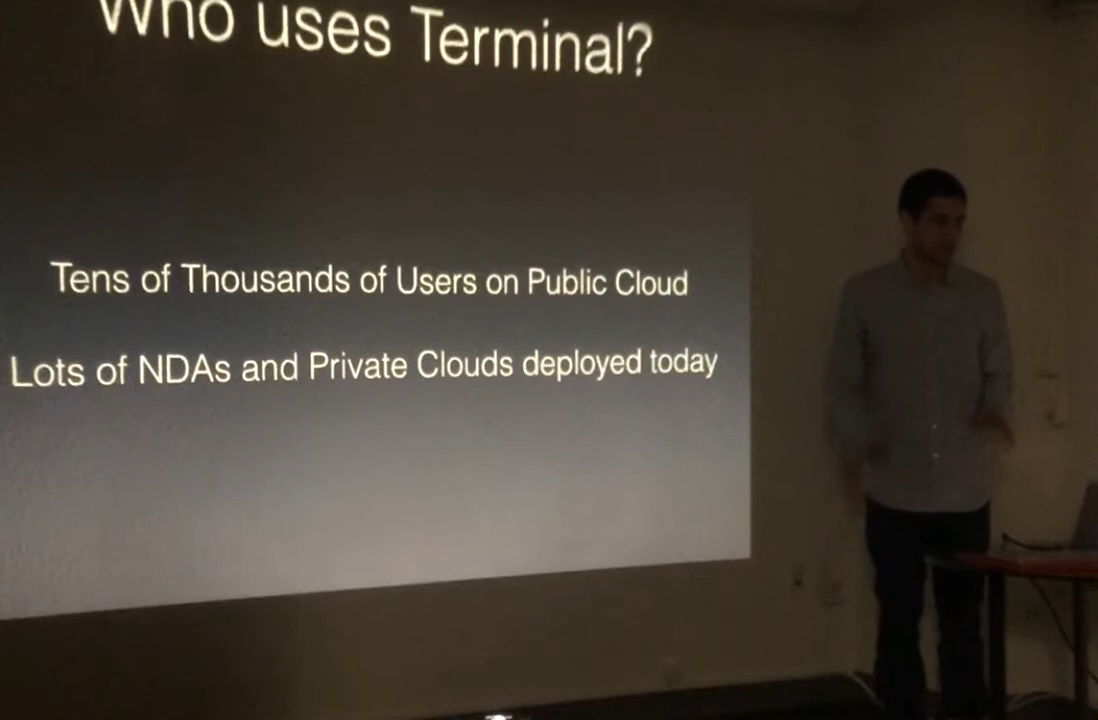 Who uses Terminal?
Tens of Thousands of Users on Public Cloud
Lots of NDAs and Private Clouds deployed today